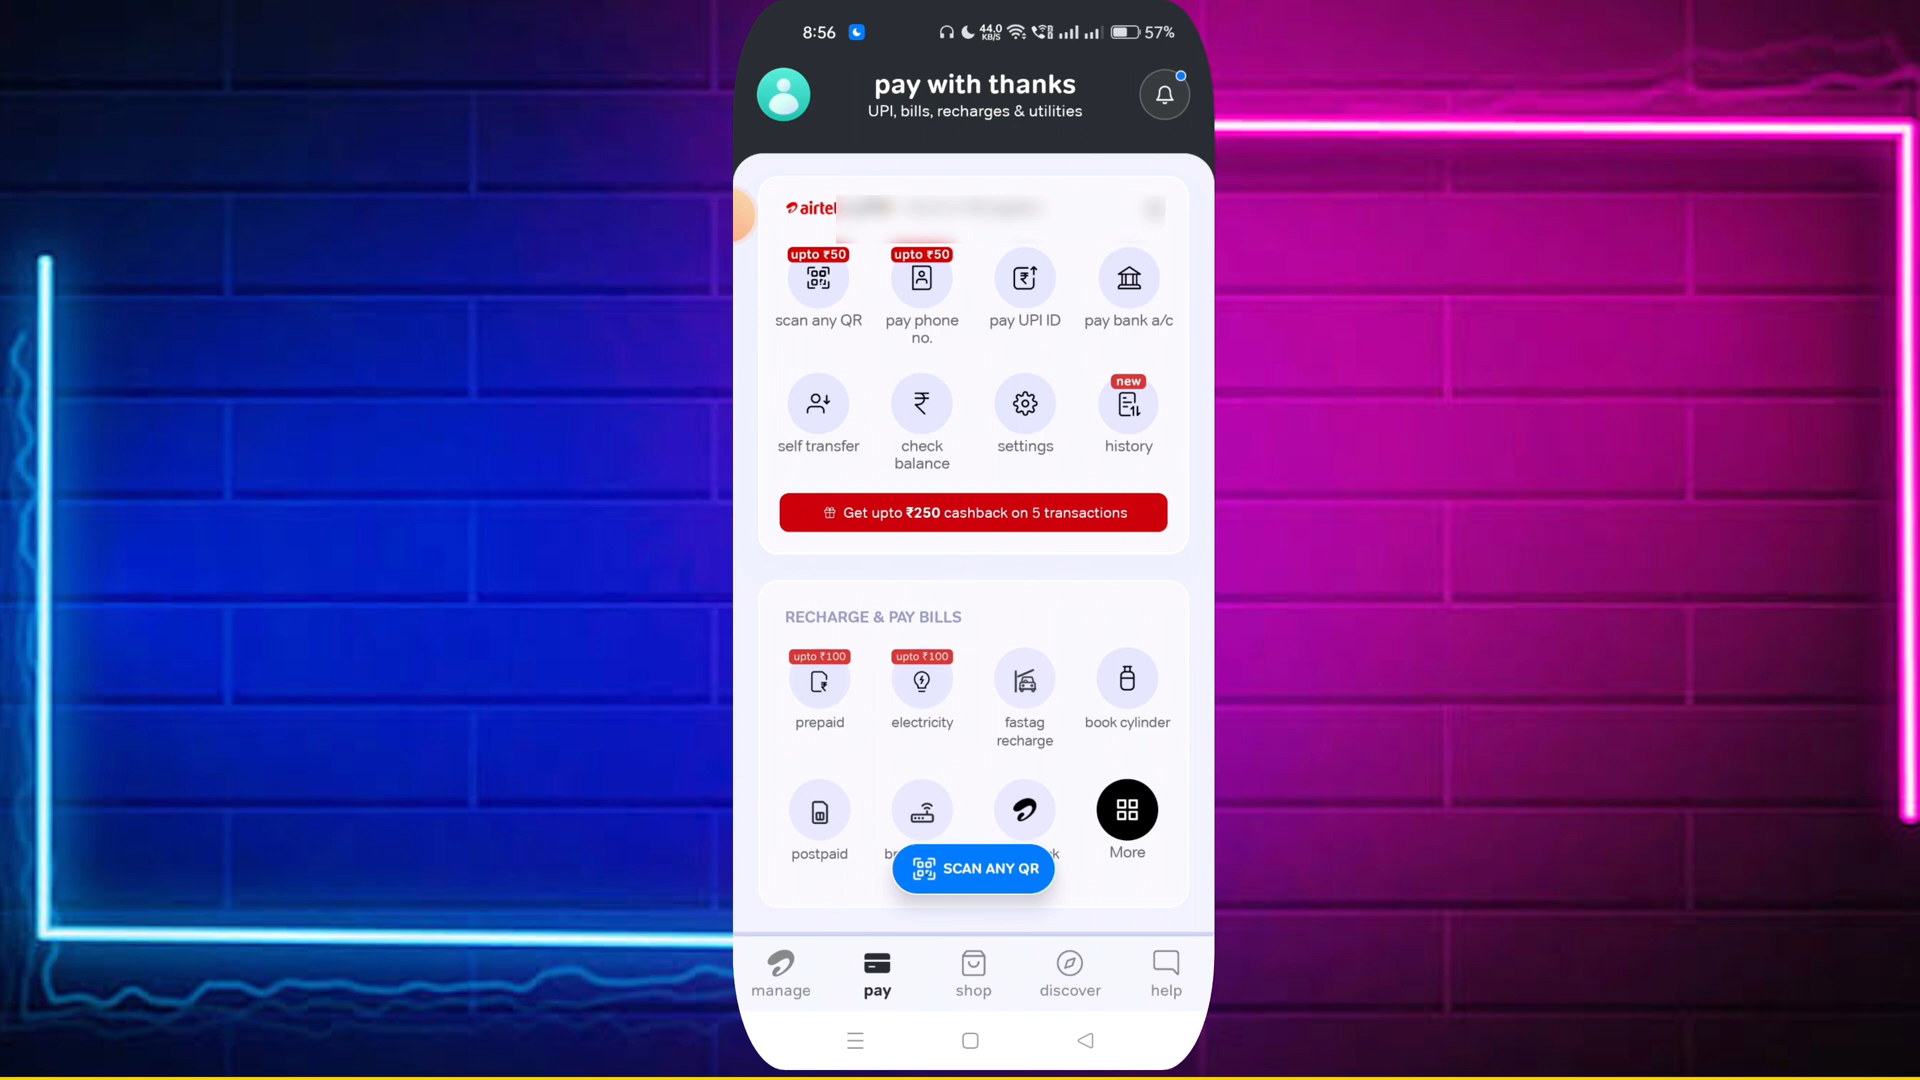 8:56 44.0 KB/S 57%
pay with thanks
UPI, bills, recharges & utilities
airtel
upto ₹50 upto ₹50
scan any QR pay phone no. pay UPI ID pay bank a/c
new
self transfer check balance settings history
Get upto ₹250 cashback on 5 transactions
RECHARGE & PAY BILLS
upto ₹100 upto ₹100
prepaid electricity fastag recharge book cylinder
postpaid More
SCAN ANY QR
manage pay shop discover help